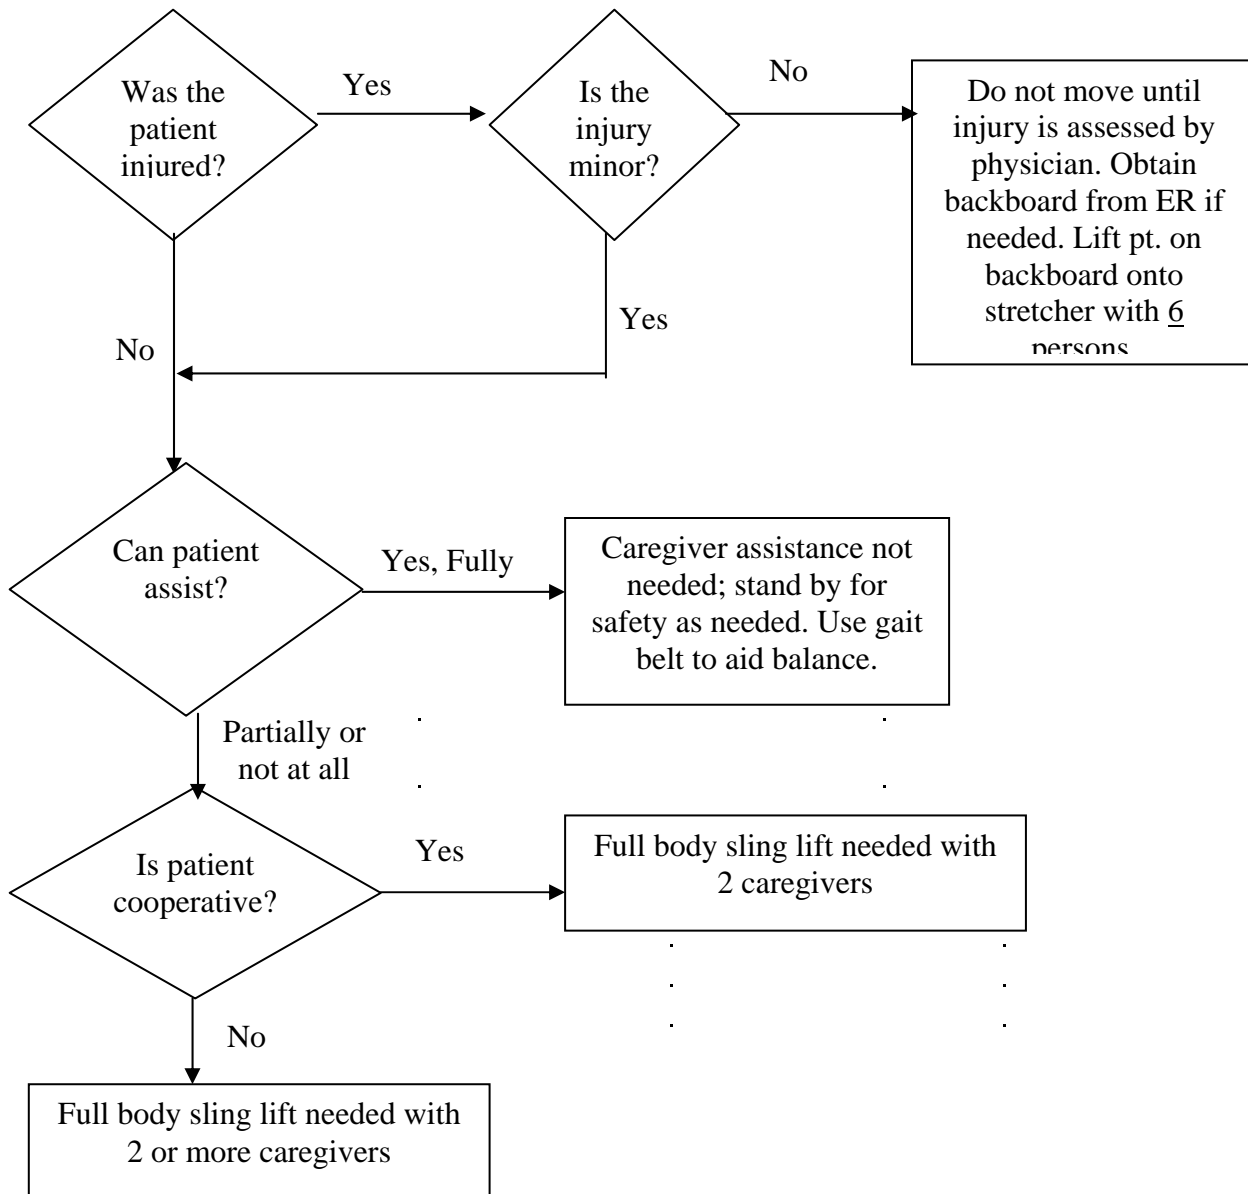 Was the
patient
injured?
Yes
Is the
injury
minor?
No
Do not move until
injury is assessed by
physician. Obtain
backboard from ER if
needed. Lift pt. on
backboard onto
stretcher with 6
persons
Yes
No
Can patient
assist?
Yes, Fully
Caregiver assistance not
needed; stand by for
safety as needed. Use gait
belt to aid balance.
Partially or
not at all
Is patient
cooperative?
Yes
Full body sling lift needed with
2 caregivers
No
Full body sling lift needed with
2 or more caregivers